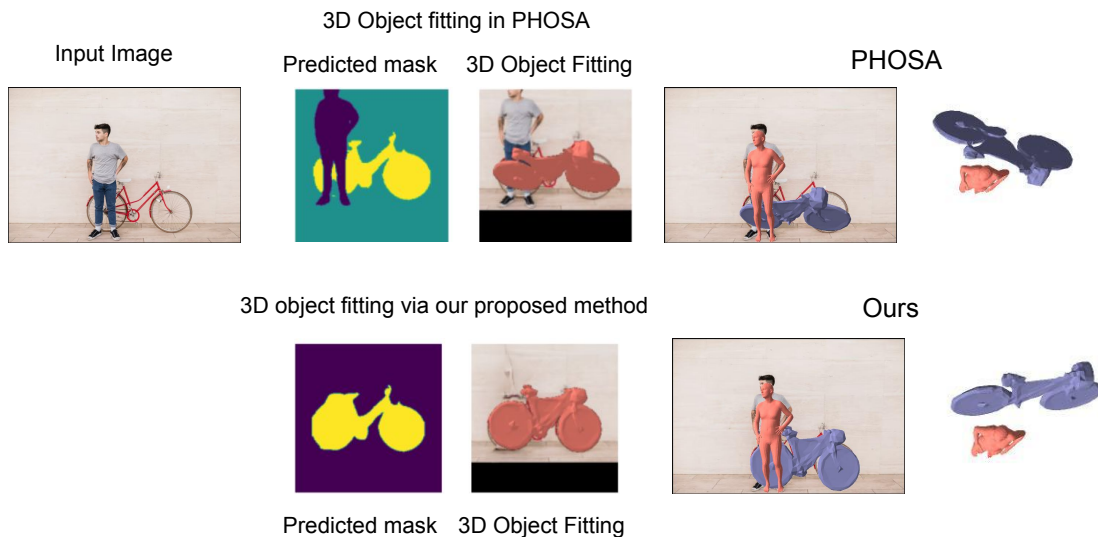 3D Object fitting in PHOSA
Input Image
Predicted mask
3D Object Fitting
PHOSA
3D object fitting via our proposed method
Ours
Predicted mask
3D Object Fitting